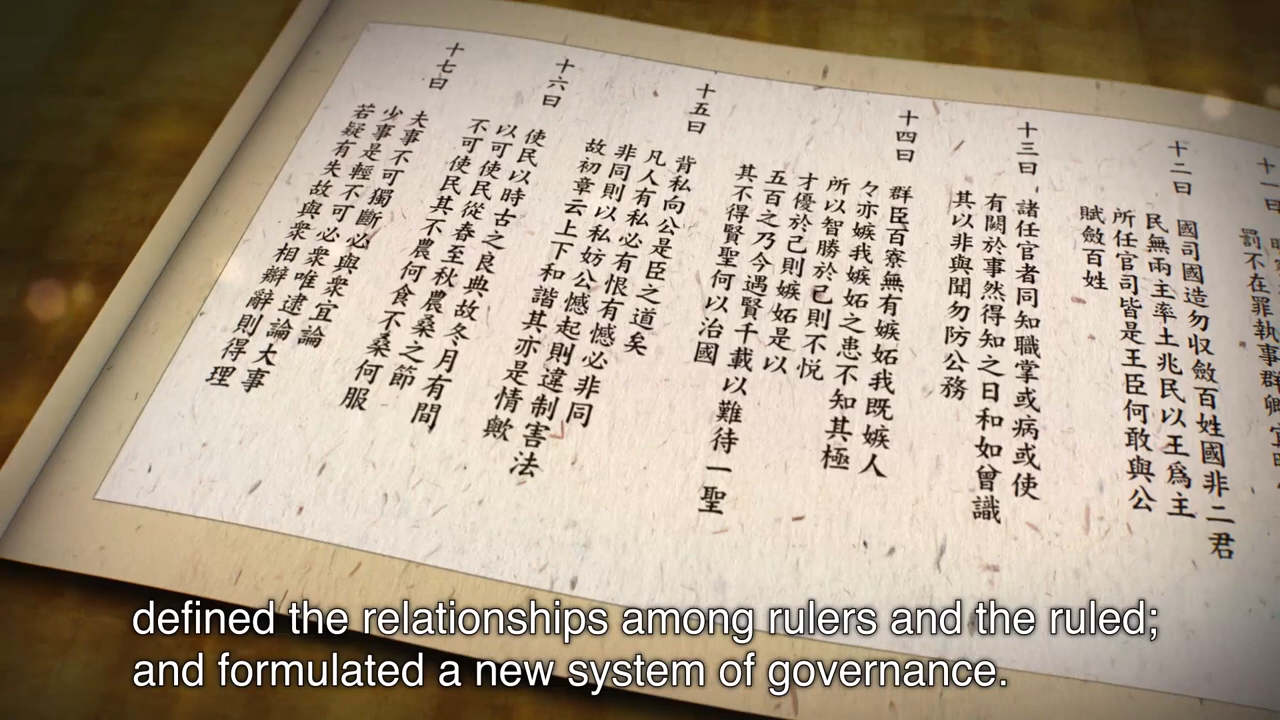 十一曰
罰不在罪執事群卿宜明
十二曰
國司國造勿収斂百姓國非二君
民無兩主率土兆民以王爲主
所任官司皆是王臣何敢與公
賦斂百姓
十三曰
諸任官者同知職掌或病或使
有闕於事然得知之日和如曾識
其以非與聞勿防公務
十四曰
群臣百寮無有嫉妬我既嫉人
々亦嫉我嫉妬之患不知其極
所以智勝於己則不悦
才優於己則嫉妬是以
五百之乃今遇賢千載以難待一聖
其不得賢聖何以治國
十五曰
背私向公是臣之道矣
凡人有私必有恨有憾必非同
非同則以私妨公憾起則違制害法
故初章云上下和諧其亦是情歟
十六曰
使民以時古之良典故冬月有間
以可使民從春至秋農桑之節
不可使民其不農何食不桑何服
十七曰
夫事不可獨斷必與衆宜論
少事是輕不可必衆唯逮論大事
若疑有失故與衆相辮辭則得理
defined the relationships among rulers and the ruled;
and formulated a new system of governance.